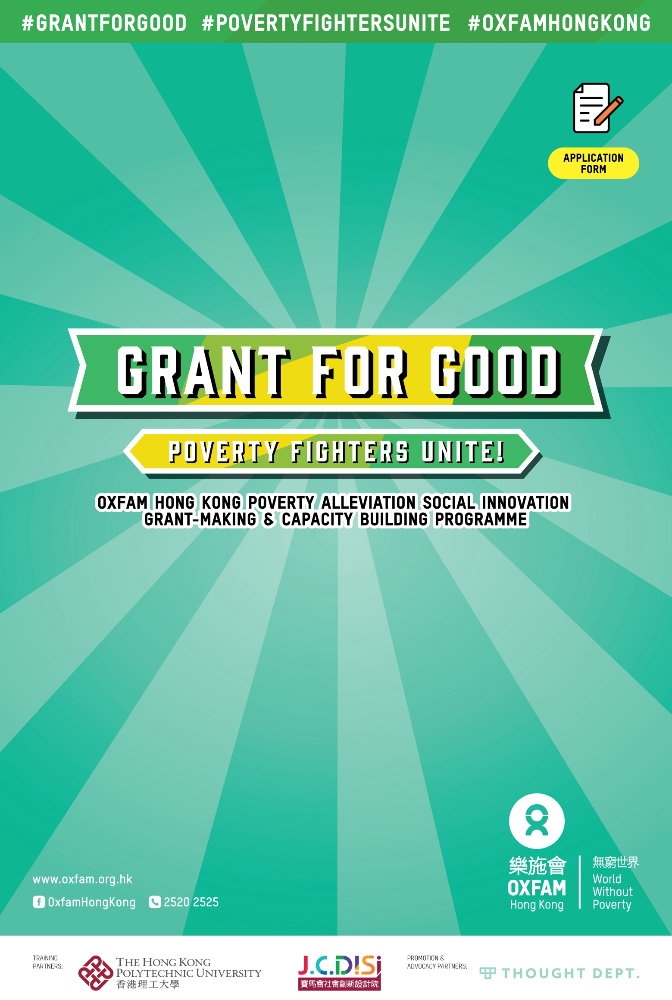 #GRANTFORGOOD #POVERTYFIGHTERSUNITE #OXFAMHONGKONG
APPLICATION
FORM
GRANT FOR GOOD
POVERTY FIGHTERS UNITE!
OXFAM HONG KONG POVERTY ALLEVIATION SOCIAL INNOVATION
GRANT-MAKING & CAPACITY BUILDING PROGRAMME
www.oxfam.org.hk
OxfamHongKong 2520 2525
樂施會
OXFAM
Hong Kong
無窮世界
World
Without
Poverty
TRAINING
PARTNERS:
THE HONG KONG
POLYTECHNIC UNIVERSITY
香港理工大學
J.C.DISI
賽馬會社會創新設計院
PROMOTION &
ADVOCACY PARTNERS:
THOUGHT DEPT.